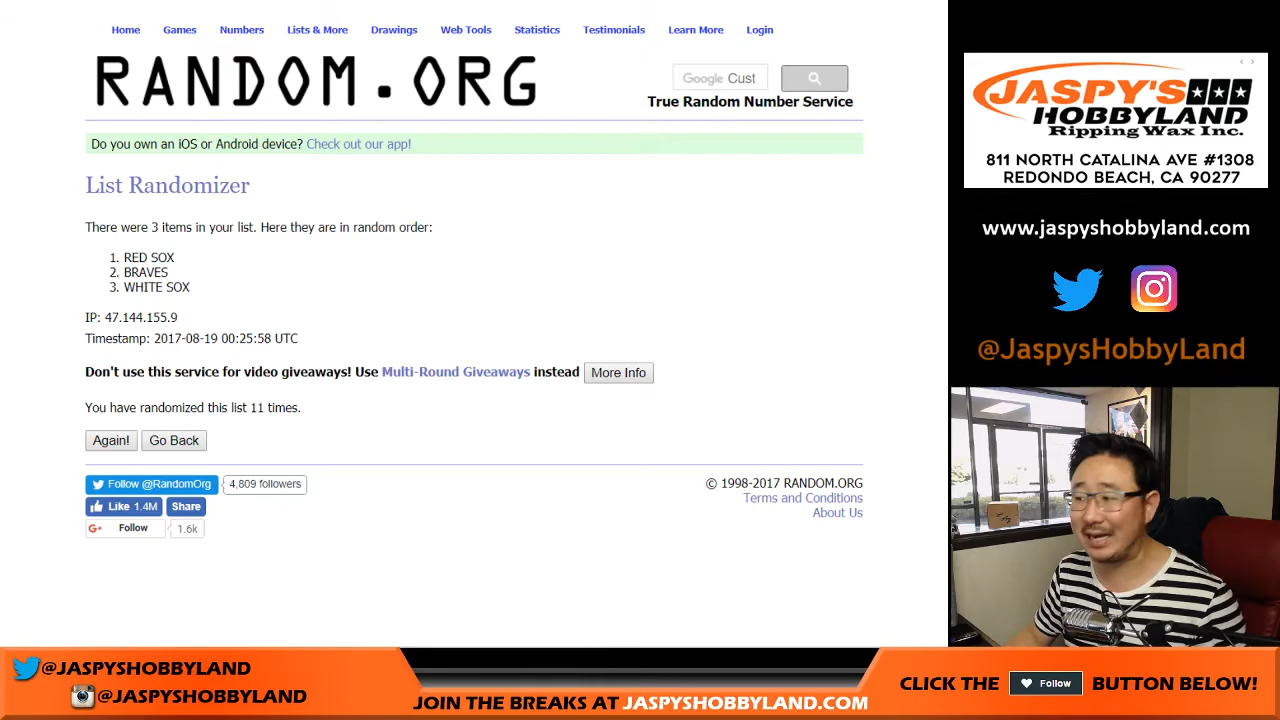 Home Games Numbers Lists & More Drawings Web Tools Statistics Testimonials Learn More Login
RANDOM.ORG
Google Cust
True Random Number Service
Do you own an iOS or Android device? Check out our app!
List Randomizer
There were 3 items in your list. Here they are in random order:
1. RED SOX
2. BRAVES
3. WHITE SOX
IP: 47.144.155.9
Timestamp: 2017-08-19 00:25:58 UTC
Don't use this service for video giveaways! Use Multi-Round Giveaways instead More Info
You have randomized this list 11 times.
Again! Go Back
Follow @RandomOrg 4,809 followers
Like 1.4M Share
G+ Follow 1.6k
© 1998-2017 RANDOM.ORG
Terms and Conditions
About Us
JASPY'S
HOBBYLAND
Ripping Wax Inc.
811 NORTH CATALINA AVE #1308
REDONDO BEACH, CA 90277
www.jaspyshobbyland.com
@JaspysHobbyLand
@JASPYSHOBBYLAND
@JASPYSHOBBYLAND
JOIN THE BREAKS AT JASPYSHOBBYLAND.COM
CLICK THE Follow BUTTON BELOW!